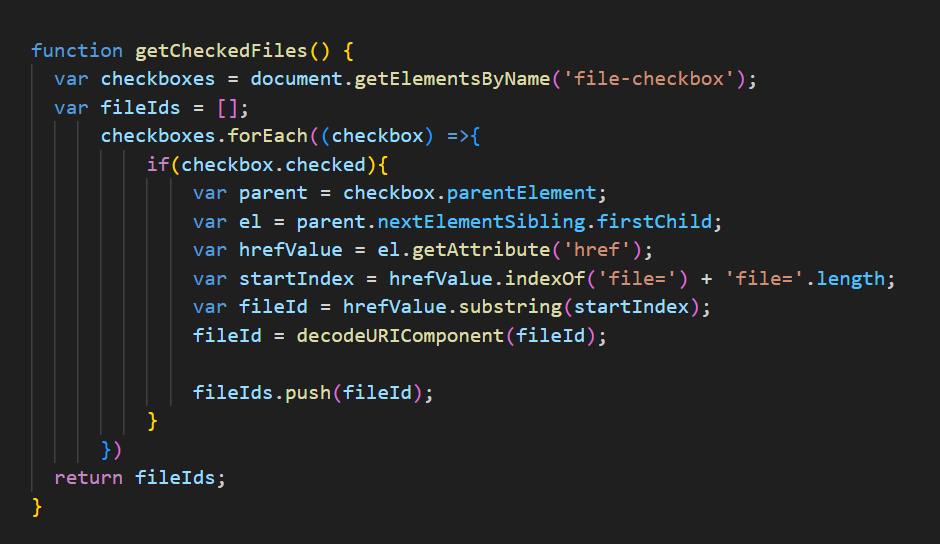 function getCheckedFiles() {
  var checkboxes = document.getElementsByName('file-checkbox');
  var fileIds = [];
      checkboxes.forEach((checkbox) =>{
          if(checkbox.checked){
              var parent = checkbox.parentElement;
              var el = parent.nextElementSibling.firstChild;
              var hrefValue = el.getAttribute('href');
              var startIndex = hrefValue.indexOf('file=') + 'file='.length;
              var fileId = hrefValue.substring(startIndex);
              fileId = decodeURIComponent(fileId);

              fileIds.push(fileId);
          }
      })
  return fileIds;
}